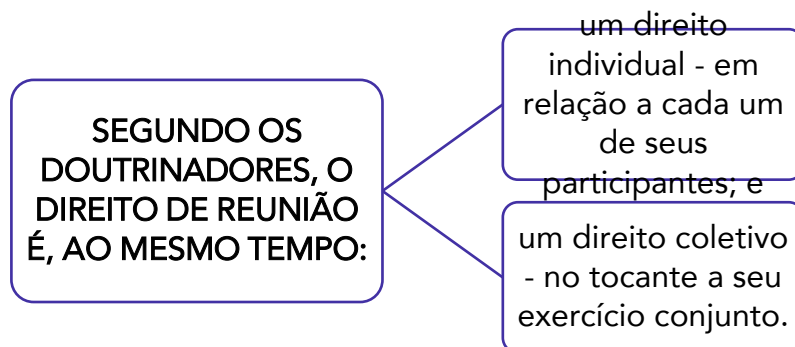 SEGUNDO OS
DOUTRINADORES, O
DIREITO DE REUNIÃO
É, AO MESMO TEMPO:
um direito
individual - em
relação a cada um
de seus
participantes; e
um direito coletivo
- no tocante a seu
exercício conjunto.